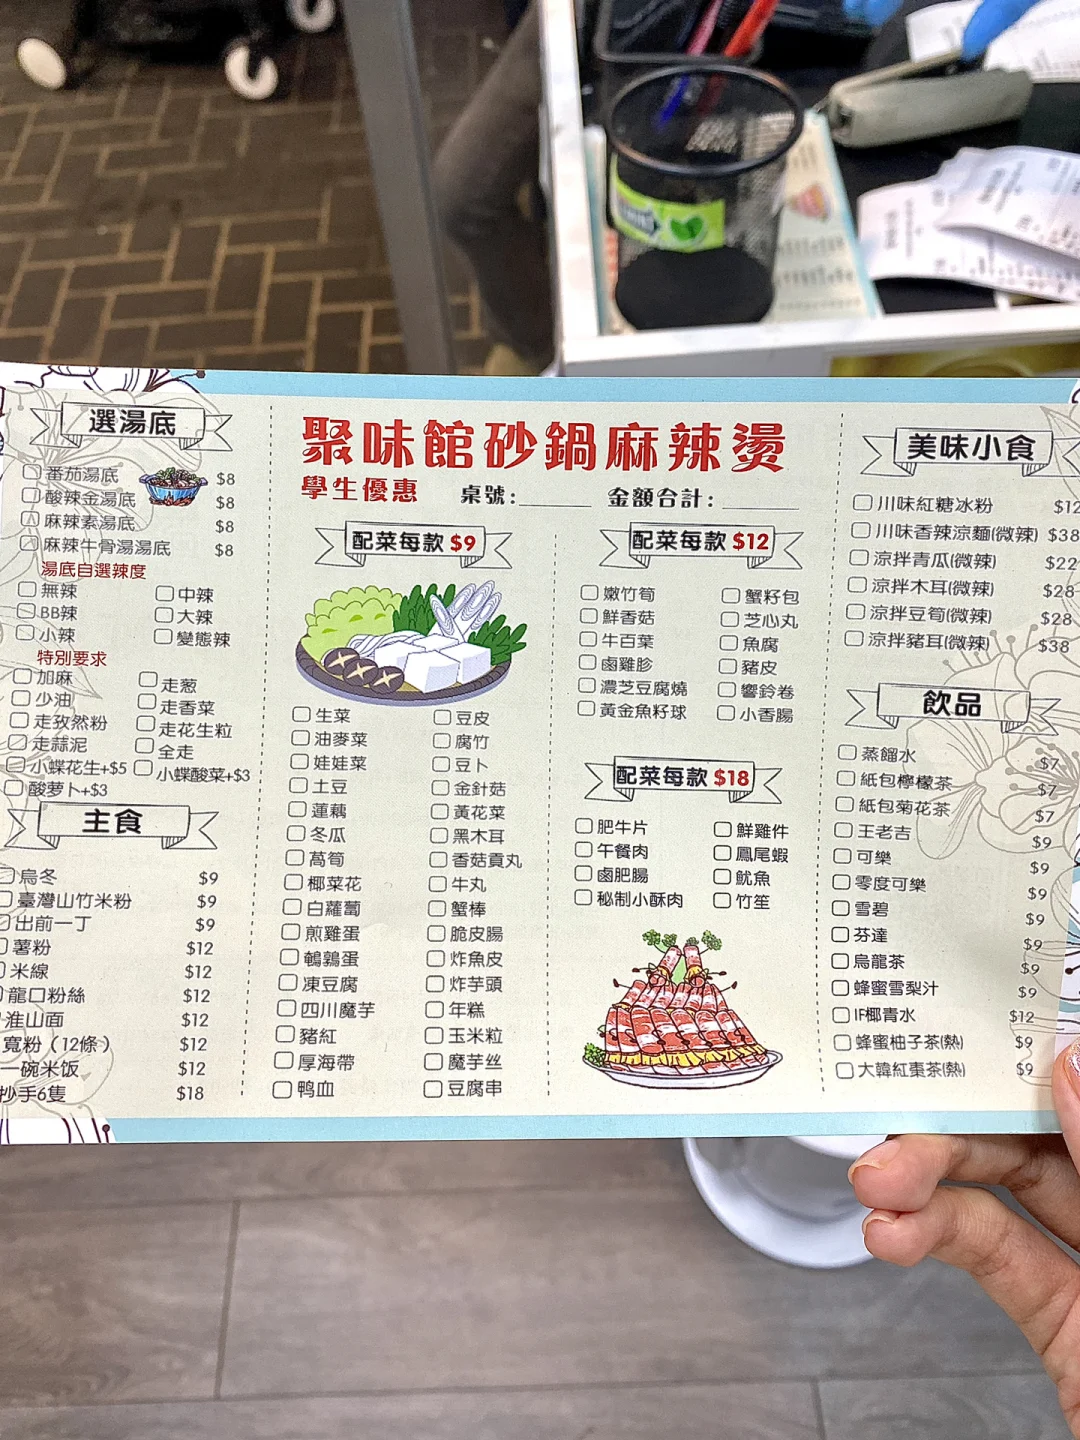 聚味館砂鍋麻辣燙
學生優惠 桌號：______ 金額合計：______
選湯底
番茄湯底 $8
酸辣金湯底 $8
麻辣素湯底 $8
麻辣牛骨湯湯底 $8
湯底自選辣度
無辣 中辣
BB辣 大辣
小辣 變態辣
特別要求
加麻 走葱
少油 走香菜
走孜然粉 走花生粒
走蒜泥 全走
小蝶花生+$5 小蝶酸菜+$3
酸萝卜+$3
主食
烏冬 $9
臺灣山竹米粉 $9
出前一丁 $9
薯粉 $12
米線 $12
龍口粉絲 $12
淮山面 $12
寬粉（12條） $12
一碗米饭 $12
抄手6隻 $18
配菜每款 $9
生菜 豆皮
油麥菜 腐竹
娃娃菜 豆卜
土豆 金針菇
蓮藕 黃花菜
冬瓜 黑木耳
萵筍 香菇貢丸
椰菜花 牛丸
白蘿蔔 蟹棒
煎雞蛋 脆皮腸
鵪鶉蛋 炸魚皮
凍豆腐 炸芋頭
四川魔芋 年糕
豬紅 玉米粒
厚海帶 魔芋丝
鸭血 豆腐串
配菜每款 $12
嫩竹筍 蟹籽包
鮮香菇 芝心丸
牛百葉 魚腐
鹵雞胗 豬皮
濃芝豆腐燒 響鈴卷
黃金魚籽球 小香腸
配菜每款 $18
肥牛片 鮮雞件
午餐肉 鳳尾蝦
鹵肥腸 魷魚
秘制小酥肉 竹笙
美味小食
川味紅糖冰粉 $12
川味香辣涼麵(微辣) $38
涼拌青瓜(微辣) $22
涼拌木耳(微辣) $28
涼拌豆筍(微辣) $28
涼拌豬耳(微辣) $38
飲品
蒸餾水 $7
紙包檸檬茶 $7
紙包菊花茶 $7
王老吉 $9
可樂 $9
零度可樂 $9
雪碧 $9
芬達 $9
烏龍茶 $9
蜂蜜雪梨汁 $9
IF椰青水 $12
蜂蜜柚子茶(熱) $9
大韓紅棗茶(熱) $9